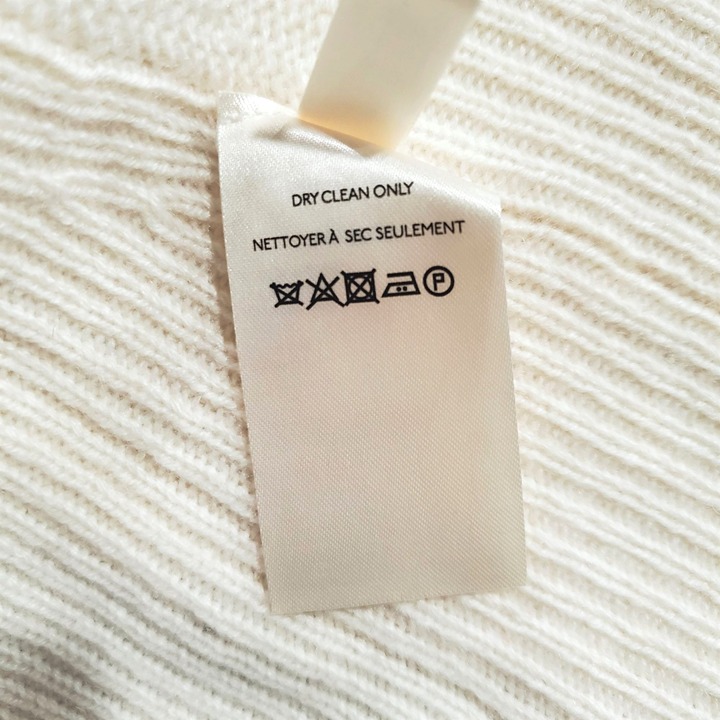 DRY CLEAN ONLY
NETTOYER À SEC SEULEMENT
P